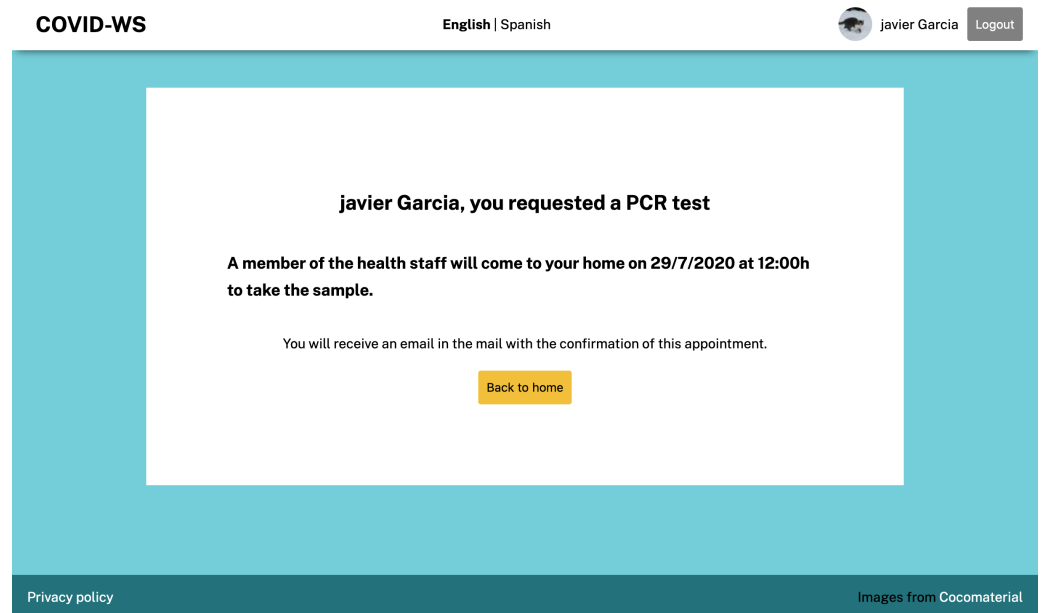 COVID-WS
English | Spanish
javier Garcia
Logout
javier Garcia, you requested a PCR test
A member of the health staff will come to your home on 29/7/2020 at 12:00h
to take the sample.
You will receive an email in the mail with the confirmation of this appointment.
Back to home
Privacy policy
Images from Cocomaterial